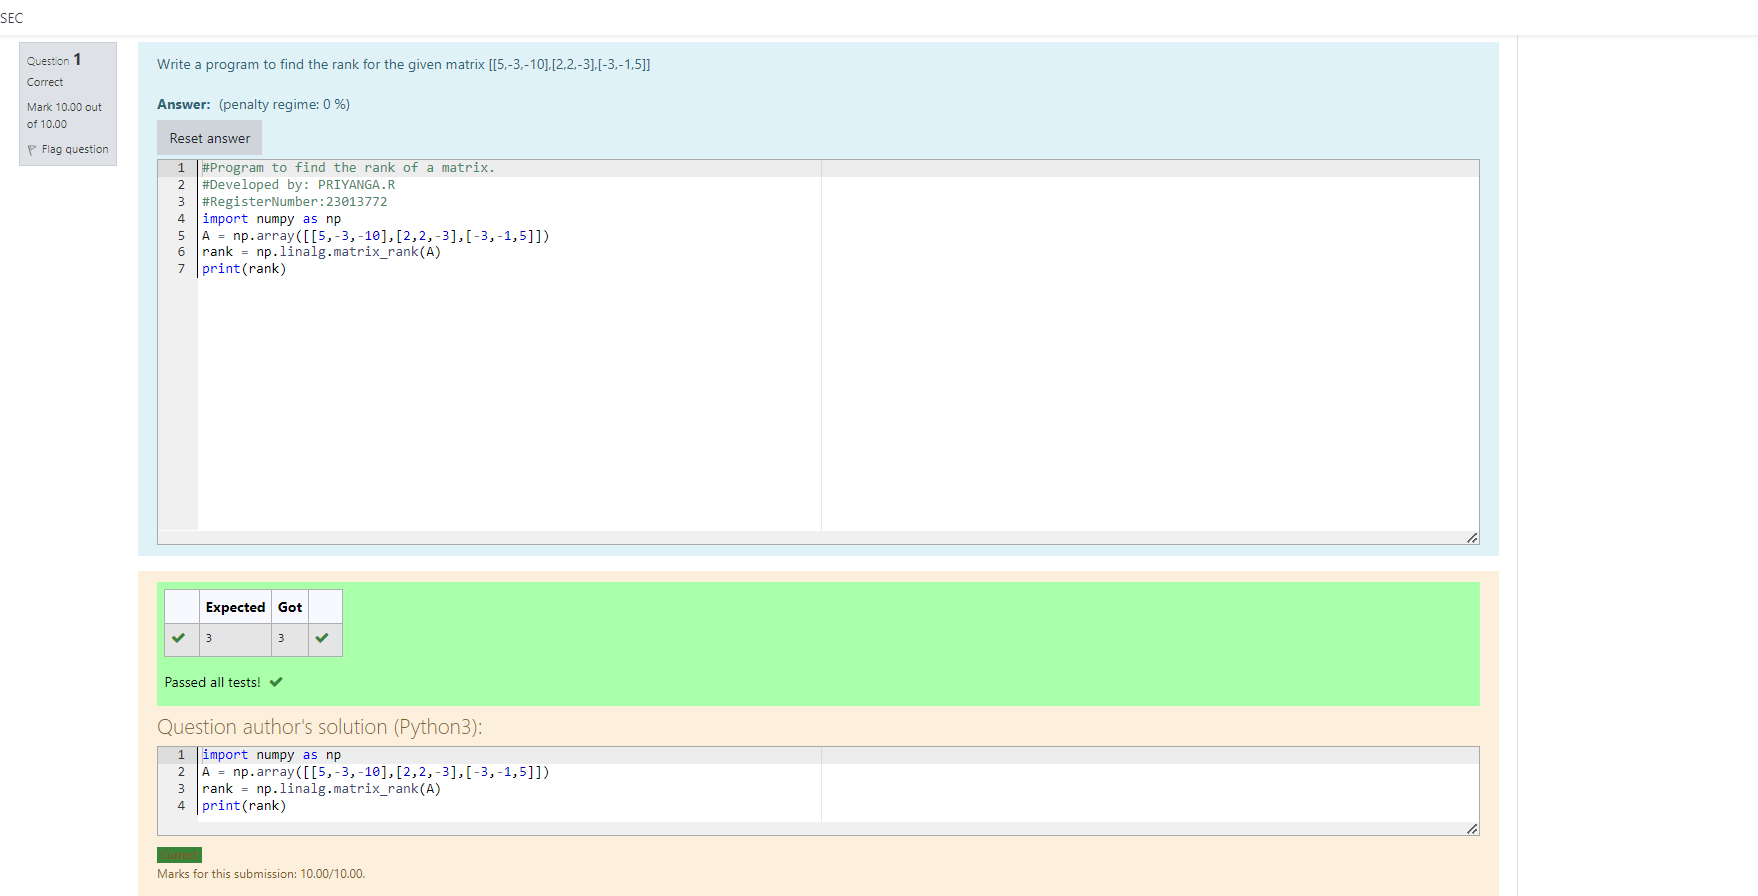 SEC
Question 1
Correct
Mark 10.00 out
of 10.00
Flag question
Write a program to find the rank for the given matrix [[5,-3,-10],[2,2,-3],[-3,-1,5]]
Answer: (penalty regime: 0 %)
Reset answer
1 #Program to find the rank of a matrix.
2 #Developed by: PRIYANGA.R
3 #RegisterNumber:23013772
4 import numpy as np
5 A = np.array([[5,-3,-10],[2,2,-3],[-3,-1,5]])
6 rank = np.linalg.matrix_rank(A)
7 print(rank)
Expected Got
3 3
Passed all tests!
Question author's solution (Python3):
1 import numpy as np
2 A = np.array([[5,-3,-10],[2,2,-3],[-3,-1,5]])
3 rank = np.linalg.matrix_rank(A)
4 print(rank)
Correct
Marks for this submission: 10.00/10.00.